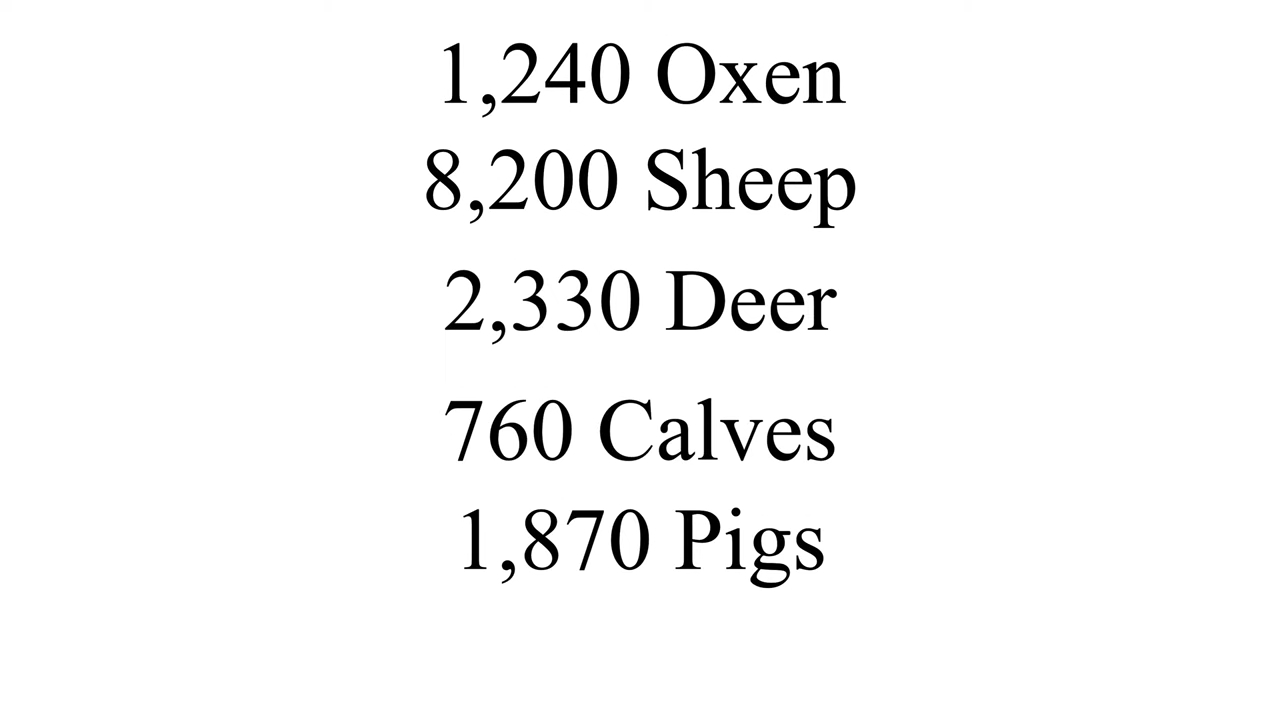 1,240 Oxen
8,200 Sheep
2,330 Deer
760 Calves
1,870 Pigs